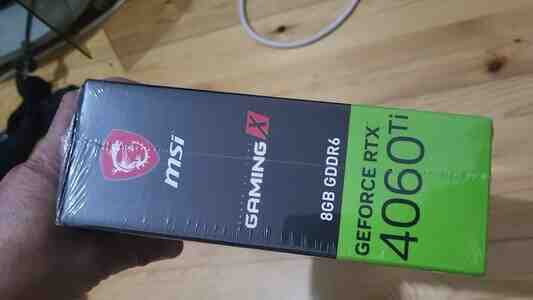 msi
GAMING X
8GB GDDR6
GEFORCE RTX
4060Ti